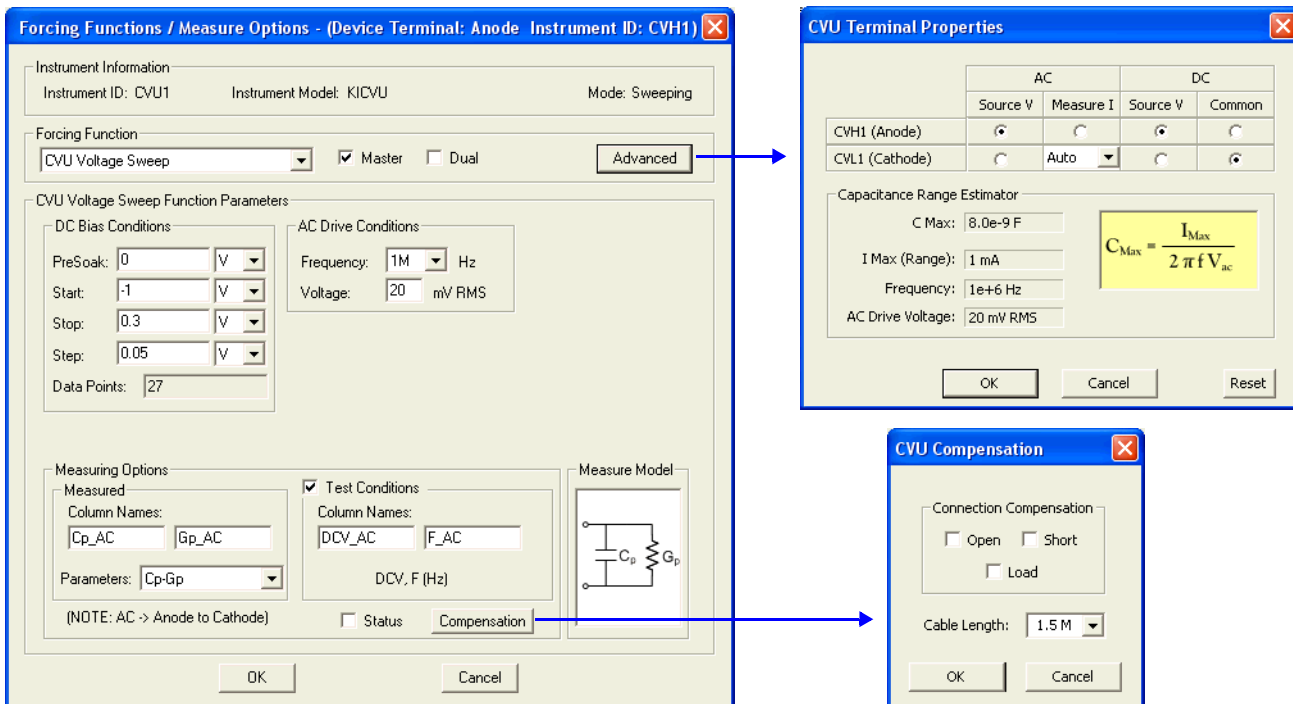 Forcing Functions / Measure Options - (Device Terminal: Anode Instrument ID: CVH1)
Instrument Information
Instrument ID: CVU1 Instrument Model: KICVU Mode: Sweeping
Forcing Function
CVU Voltage Sweep Master Dual Advanced
CVU Voltage Sweep Function Parameters
DC Bias Conditions
PreSoak: 0 V
Start: -1 V
Stop: 0.3 V
Step: 0.05 V
Data Points: 27
AC Drive Conditions
Frequency: 1M Hz
Voltage: 20 mV RMS
Measuring Options
Measured
Column Names:
Cp_AC Gp_AC
Parameters: Cp-Gp
(NOTE: AC -> Anode to Cathode)
Test Conditions
Column Names:
DCV_AC F_AC
DCV, F (Hz)
Status Compensation
Measure Model
Cp Gp
OK Cancel
CVU Terminal Properties
AC DC
Source V Measure I Source V Common
CVH1 (Anode)
CVL1 (Cathode) Auto
Capacitance Range Estimator
C Max: 8.0e-9 F
I Max (Range): 1 mA
Frequency: 1e+6 Hz
AC Drive Voltage: 20 mV RMS
C_Max = I_Max / 2 π f V_ac
OK Cancel Reset
CVU Compensation
Connection Compensation
Open Short
Load
Cable Length: 1.5 M
OK Cancel